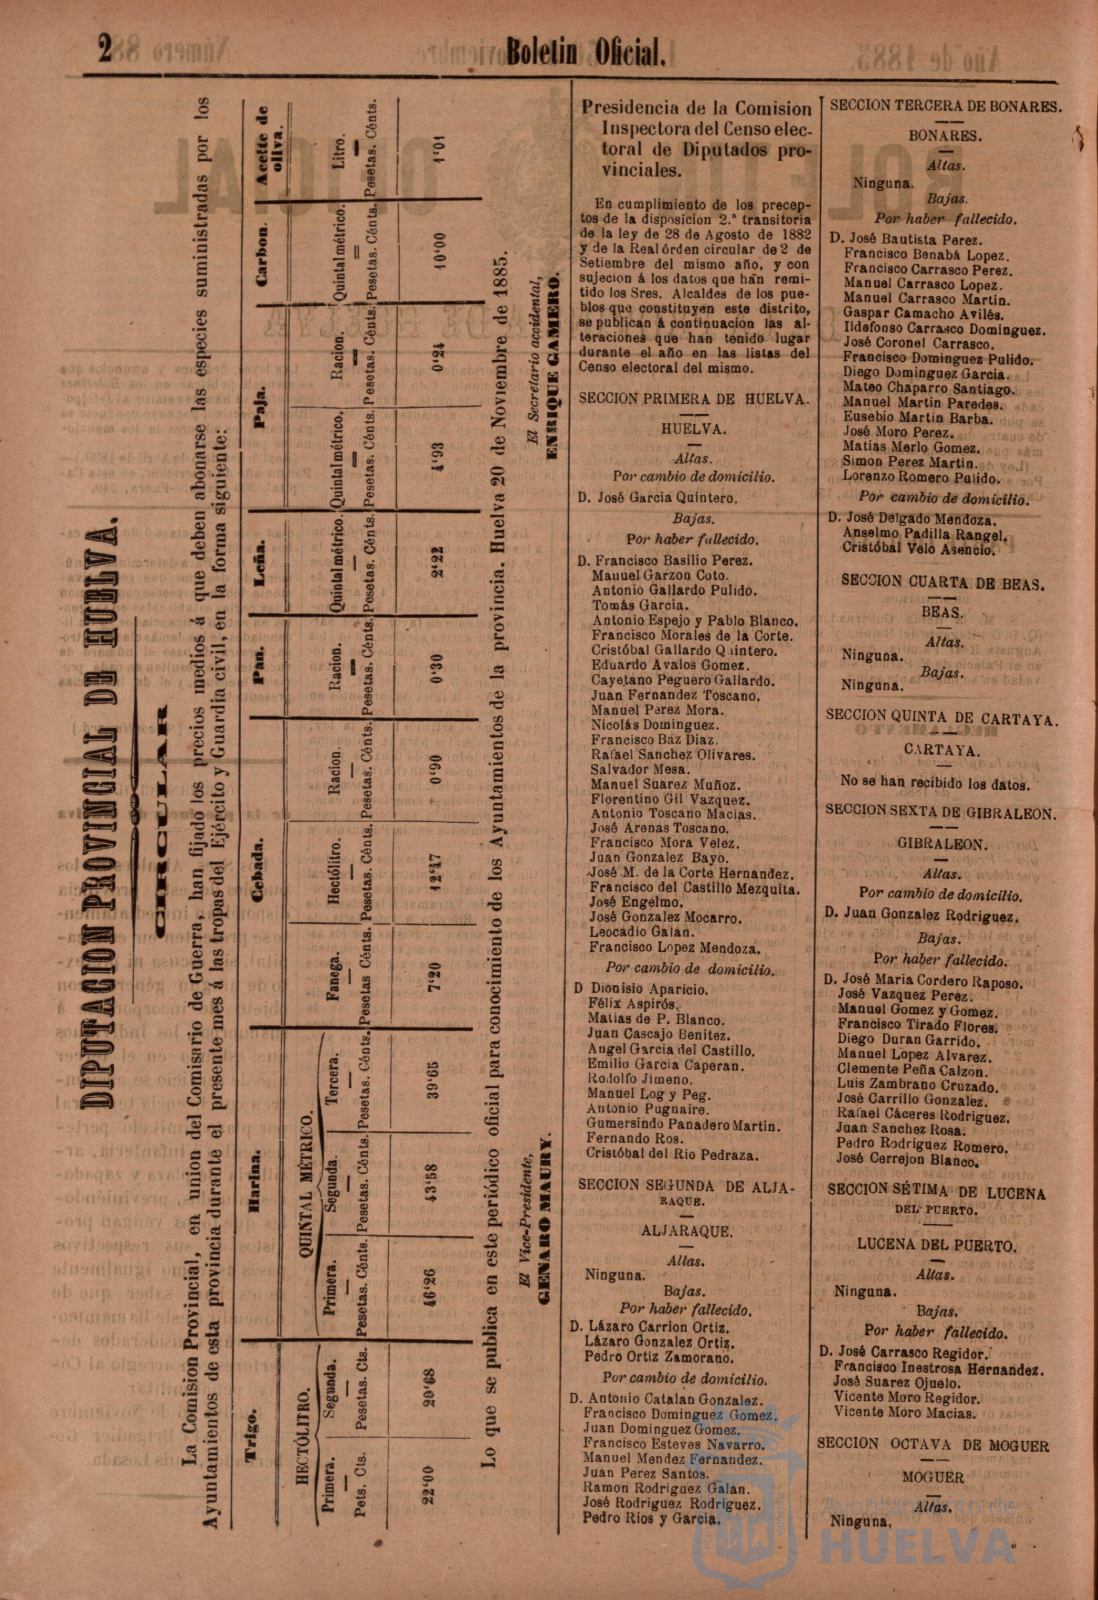 2
Boletin Oficial.
DIPUTACION PROVINCIAL DE HUELVA.
CIRCULAR
La Comision Provincial, en union del Comisario de Guerra, han fijado los precios medios á que deben abonarse las especies suministradas por los
Ayuntamientos de esta provincia durante el presente mes á las tropas del Ejército y Guardia civil, en la forma siguiente:
Trigo. Harina. Cebada. Pan. Leña. Paja. Carbon. Aceite de oliva.
HECTÓLITRO. QUINTAL MÉTRICO.
Primera. Segunda. Primera. Segunda. Tercera. Fanega. Hectólitro. Racion. Racion. Quintal métrico. Quintal métrico. Racion. Quintal métrico. Litro.
Pets. Cts. Pesetas. Cts. Pesetas. Cénts. Pesetas. Cénts. Pesetas. Cénts. Pesetas Cénts. Pesetas. Cénts. Pesetas. Cénts. Pesetas. Cénts. Pesetas. Cénts. Pesetas. Cénts. Pesetas. Cénts. Pesetas. Cénts. Pesetas. Cénts.
22'00 20'68 46'26 43'58 39'65 7'20 12'47 0'90 0'30 2'22 4'93 0'24 10'00 1'01
Lo que se publica en este periódico oficial para conocimiento de los Ayuntamientos de la provincia. Huelva 20 de Noviembre de 1885.
El Vice-Presidente,
GENARO MAURY.
El Secretario accidental,
ENRIQUE GAMERO.
Presidencia de la Comision
Inspectora del Censo elec-
toral de Diputados pro-
vinciales.
En cumplimiento de los precep-
tos de la disposicion 2.ª transitoria
de la ley de 28 de Agosto de 1882
y de la Real órden circular de 2 de
Setiembre del mismo año, y con
sujecion á los datos que han remi-
tido los Sres. Alcaldes de los pue-
blos que constituyen este distrito,
se publican á continuacion las al-
teraciones que han tenido lugar
durante el año en las listas del
Censo electoral del mismo.
SECCION PRIMERA DE HUELVA.
HUELVA.
Altas.
Por cambio de domicilio.
D. José Garcia Quintero.
Bajas.
Por haber fallecido.
D. Francisco Basilio Perez.
Manuel Garzon Coto.
Antonio Gallardo Pulido.
Tomás Garcia.
Antonio Espejo y Pablo Blanco.
Francisco Morales de la Corte.
Cristóbal Gallardo Quintero.
Eduardo Avalos Gomez.
Cayetano Peguero Gallardo.
Juan Fernandez Toscano.
Manuel Perez Mora.
Nicolás Dominguez.
Francisco Baz Diaz.
Rafael Sanchez Olivares.
Salvador Mesa.
Manuel Suarez Muñoz.
Florentino Gil Vazquez.
Antonio Toscano Macias.
José Arenas Toscano.
Francisco Mora Velez.
Juan Gonzalez Bayo.
José M. de la Corte Hernandez.
Francisco del Castillo Mezquita.
José Engelmo.
José Gonzalez Mocarro.
Leocadio Galan.
Francisco Lopez Mendoza.
Por cambio de domicilio.
D Dionisio Aparicio.
Félix Aspirós.
Matias de P. Blanco.
Juan Cascajo Benitez.
Angel Garcia del Castillo.
Emilio Garcia Caperan.
Rodolfo Jimeno.
Manuel Log y Peg.
Antonio Pugnaire.
Gumersindo Panadero Martin.
Fernando Ros.
Cristóbal del Rio Pedraza.
SECCION SEGUNDA DE ALJA-
RAQUE.
ALJARAQUE.
Altas.
Ninguna.
Bajas.
Por haber fallecido.
D. Lázaro Carrion Ortiz.
Lázaro Gonzalez Ortiz.
Pedro Ortiz Zamorano.
Por cambio de domicilio.
D. Antonio Catalan Gonzalez.
Francisco Dominguez Gomez.
Juan Dominguez Gomez.
Francisco Esteves Navarro.
Manuel Mendez Fernandez.
Juan Perez Santos.
Ramon Rodriguez Galan.
José Rodriguez Rodriguez.
Pedro Rios y Garcia.
SECCION TERCERA DE BONARES.
BONARES.
Altas.
Ninguna.
Bajas.
Por haber fallecido.
D. José Bautista Perez.
Francisco Benabá Lopez.
Francisco Carrasco Perez.
Manuel Carrasco Lopez.
Manuel Carrasco Martin.
Gaspar Camacho Avilés.
Ildefonso Carrasco Dominguez.
José Coronel Carrasco.
Francisco Dominguez Pulido.
Diego Dominguez Garcia.
Mateo Chaparro Santiago.
Manuel Martin Paredes.
Eusebio Martin Barba.
José Moro Perez.
Matias Merlo Gomez.
Simon Perez Martin.
Lorenzo Romero Pulido.
Por cambio de domicilio.
D. José Delgado Mendoza.
Anselmo Padilla Rangel.
Cristóbal Velo Asencio.
SECCION CUARTA DE BEAS.
BEAS.
Altas.
Ninguna.
Bajas.
Ninguna.
SECCION QUINTA DE CARTAYA.
CARTAYA.
No se han recibido los datos.
SECCION SEXTA DE GIBRALEON.
GIBRALEON.
Altas.
Por cambio de domicilio.
D. Juan Gonzalez Rodriguez.
Bajas.
Por haber fallecido.
D. José Maria Cordero Raposo.
José Vazquez Perez.
Manuel Gomez y Gomez.
Francisco Tirado Flores.
Diego Duran Garrido.
Manuel Lopez Alvarez.
Clemente Peña Calzon.
Luis Zambrano Cruzado.
José Carrillo Gonzalez.
Rafael Cáceres Rodriguez.
Juan Sanchez Rosa.
Pedro Rodriguez Romero.
José Cerrejon Blanco.
SECCION SÉTIMA DE LUCENA
DEL PUERTO.
LUCENA DEL PUERTO.
Altas.
Ninguna.
Bajas.
Por haber fallecido.
D. José Carrasco Regidor.
Francisco Inestrosa Hernandez.
José Suarez Ojuelo.
Vicente Moro Regidor.
Vicente Moro Macias.
SECCION OCTAVA DE MOGUER
MOGUER
Altas.
Ninguna.
Ayuntamiento de
HUELVA